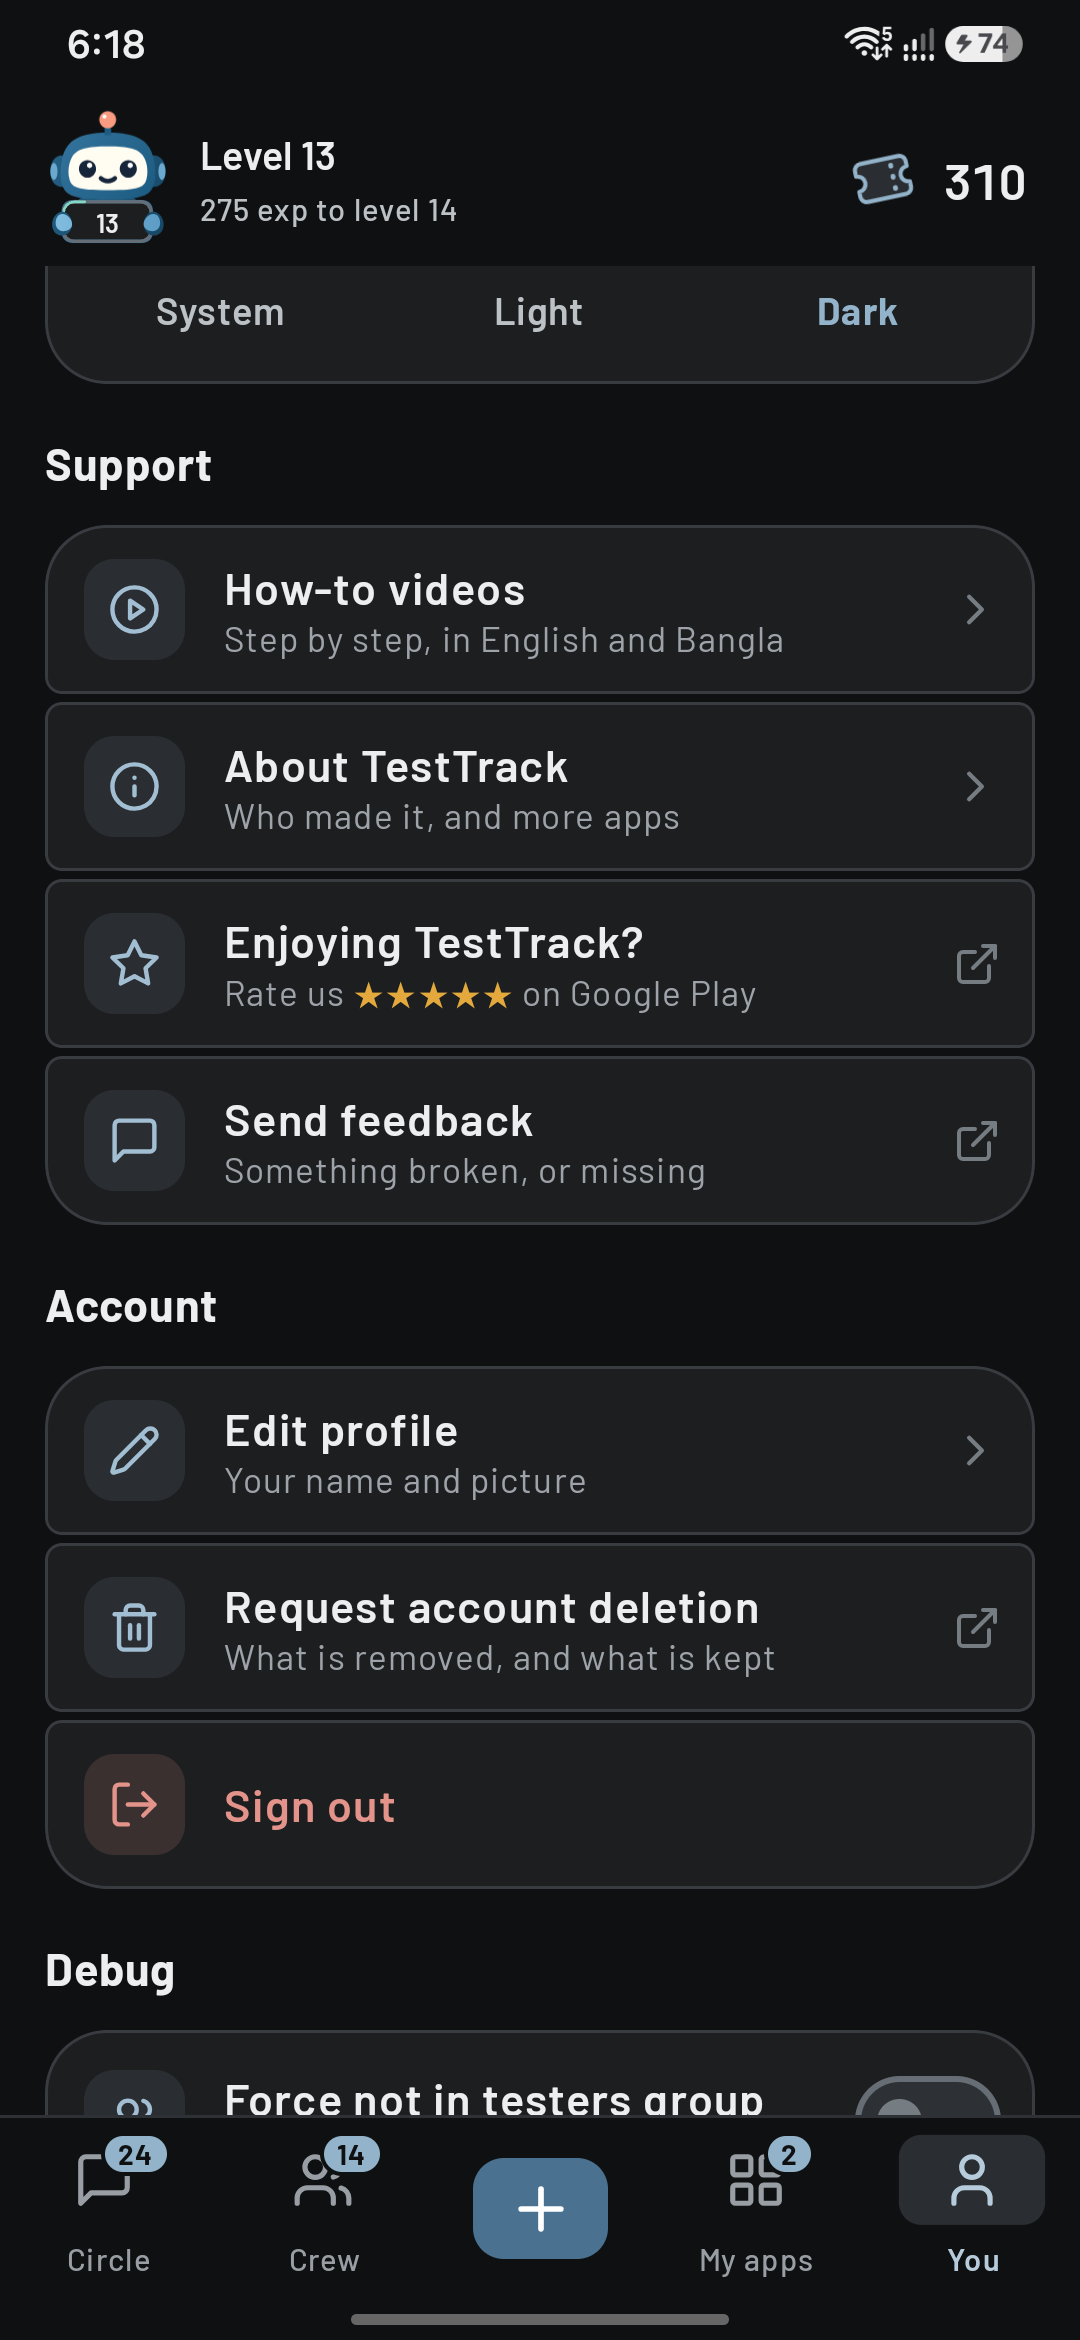 6:18
5
74
Level 13
275 exp to level 14
13
310
System
Light
Dark
Support
How-to videos
Step by step, in English and Bangla
About TestTrack
Who made it, and more apps
Enjoying TestTrack?
Rate us ★★★★★ on Google Play
Send feedback
Something broken, or missing
Account
Edit profile
Your name and picture
Request account deletion
What is removed, and what is kept
Sign out
Debug
Force not in testers group
24
14
2
Circle
Crew
My apps
You